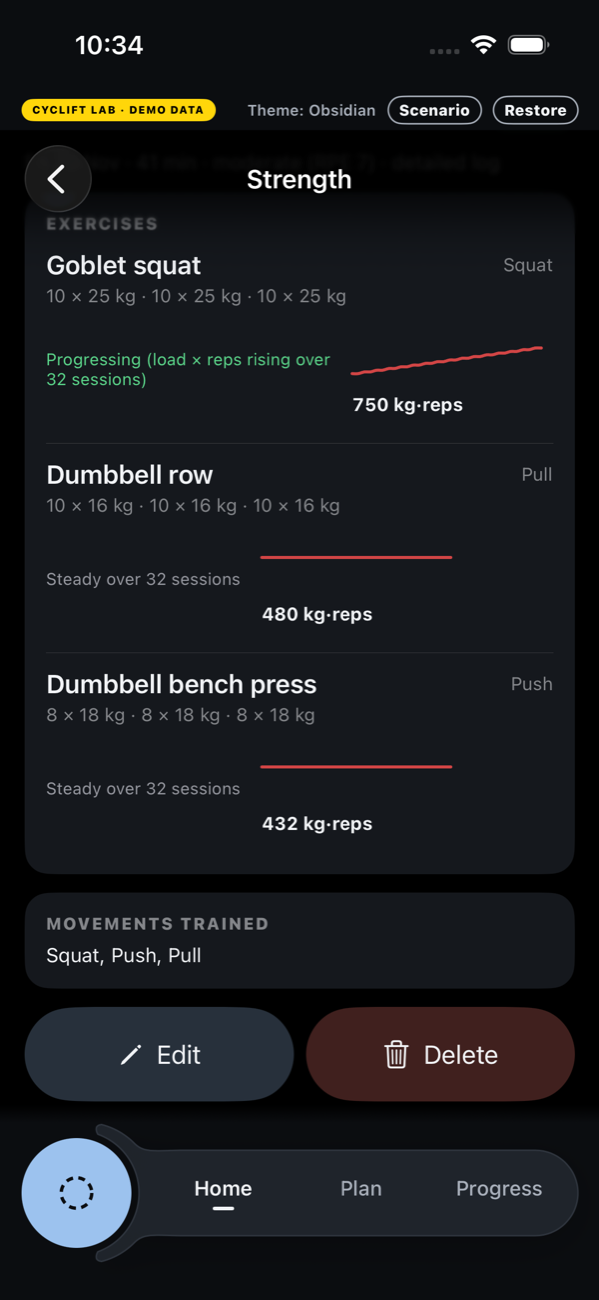 10:34
CYCLIFT LAB · DEMO DATA
Theme: Obsidian
Scenario
Restore
Strength
EXERCISES
Goblet squat
Squat
10 × 25 kg · 10 × 25 kg · 10 × 25 kg
Progressing (load × reps rising over
32 sessions)
750 kg·reps
Dumbbell row
Pull
10 × 16 kg · 10 × 16 kg · 10 × 16 kg
Steady over 32 sessions
480 kg·reps
Dumbbell bench press
Push
8 × 18 kg · 8 × 18 kg · 8 × 18 kg
Steady over 32 sessions
432 kg·reps
MOVEMENTS TRAINED
Squat, Push, Pull
Edit
Delete
Home
Plan
Progress